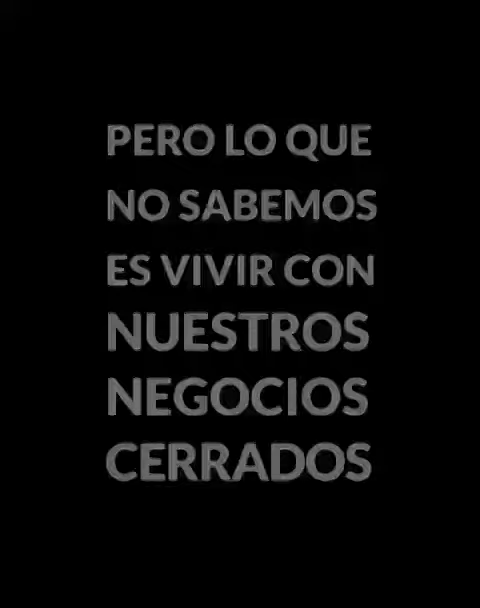 PERO LO QUE
NO SABEMOS
ES VIVIR CON
NUESTROS
NEGOCIOS
CERRADOS